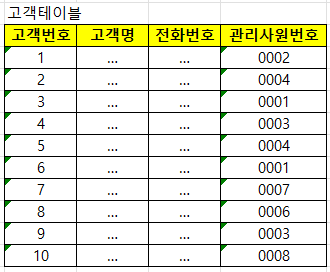 고객테이블
고객번호 고객명 전화번호 관리사원번호
1 ... ... 0002
2 ... ... 0004
3 ... ... 0001
4 ... ... 0003
5 ... ... 0004
6 ... ... 0001
7 ... ... 0007
8 ... ... 0006
9 ... ... 0003
10 ... ... 0008